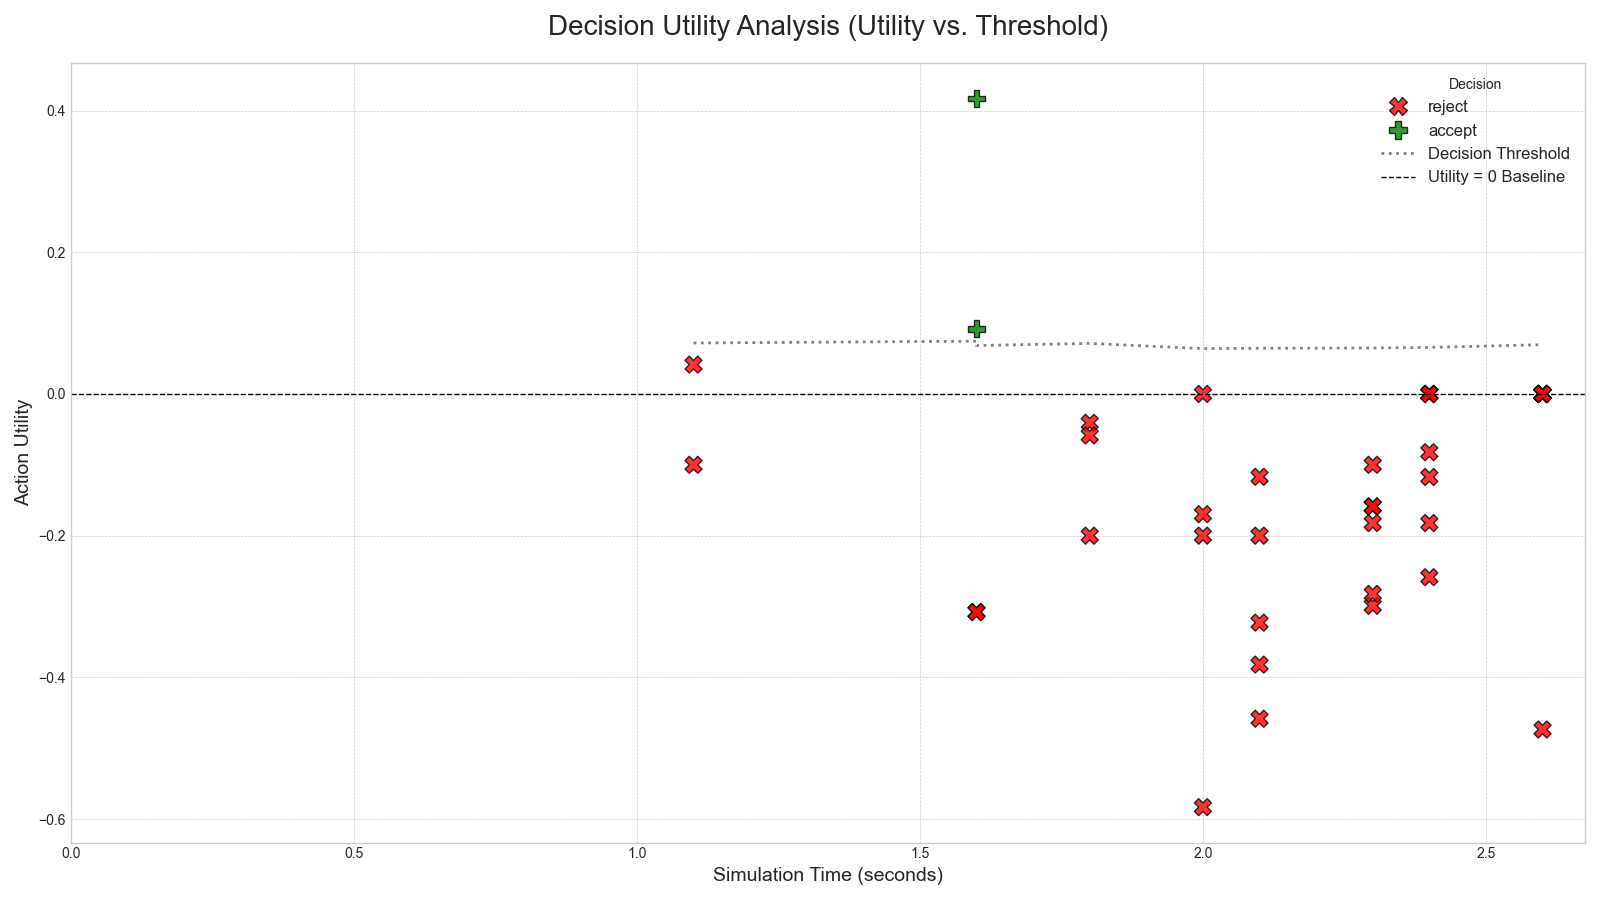 Decision Utility Analysis (Utility vs. Threshold)
Decision
reject
accept
Decision Threshold
Utility = 0 Baseline
Action Utility
0.4
0.2
0.0
−0.2
−0.4
−0.6
0.0 0.5 1.0 1.5 2.0 2.5
Simulation Time (seconds)